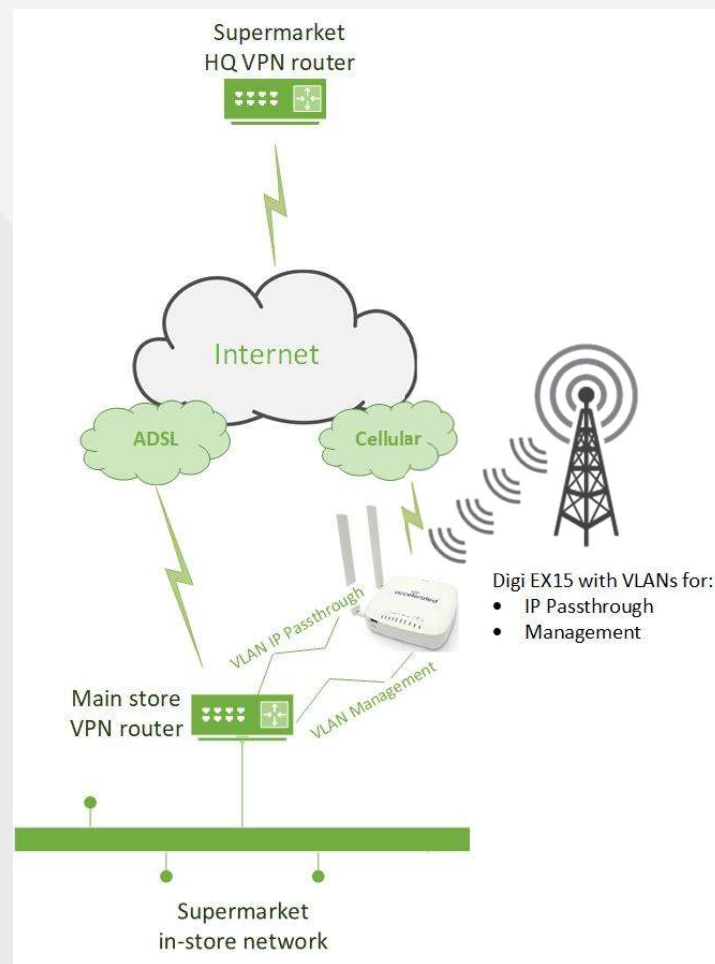 Supermarket
HQ VPN router
Internet
ADSL
Cellular
accelerated
Digi EX15 with VLANs for:
• IP Passthrough
• Management
VLAN IP Passthrough
VLAN Management
Main store
VPN router
Supermarket
in-store network